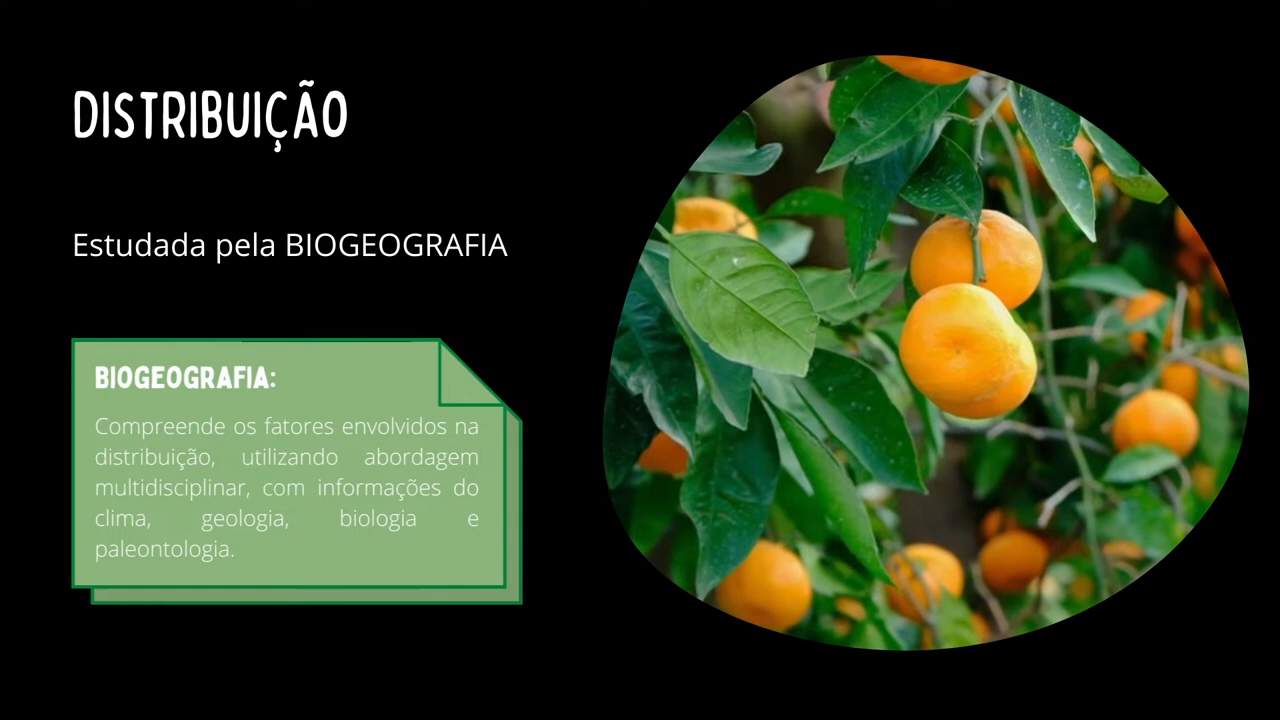 DISTRIBUIÇÃO
Estudada pela BIOGEOGRAFIA
BIOGEOGRAFIA:
Compreende os fatores envolvidos na
distribuição, utilizando abordagem
multidisciplinar, com informações do
clima, geologia, biologia e
paleontologia.